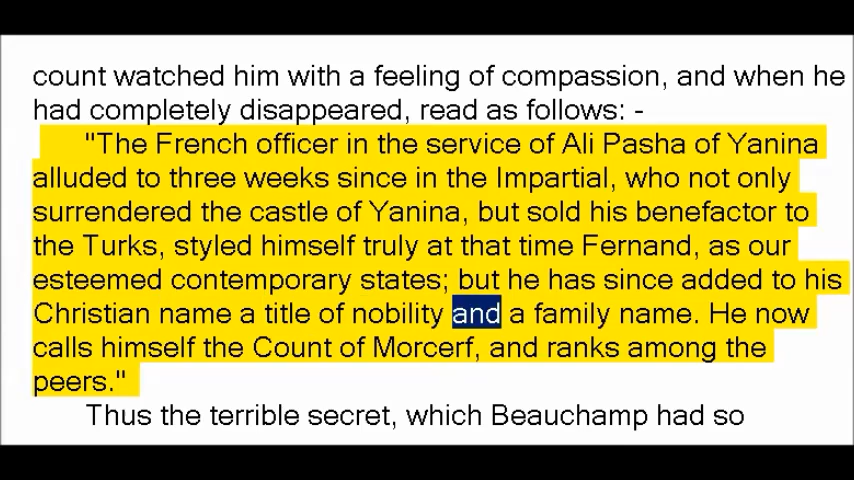 count watched him with a feeling of compassion, and when he
had completely disappeared, read as follows: -
"The French officer in the service of Ali Pasha of Yanina
alluded to three weeks since in the Impartial, who not only
surrendered the castle of Yanina, but sold his benefactor to
the Turks, styled himself truly at that time Fernand, as our
esteemed contemporary states; but he has since added to his
Christian name a title of nobility and a family name. He now
calls himself the Count of Morcerf, and ranks among the
peers."
Thus the terrible secret, which Beauchamp had so